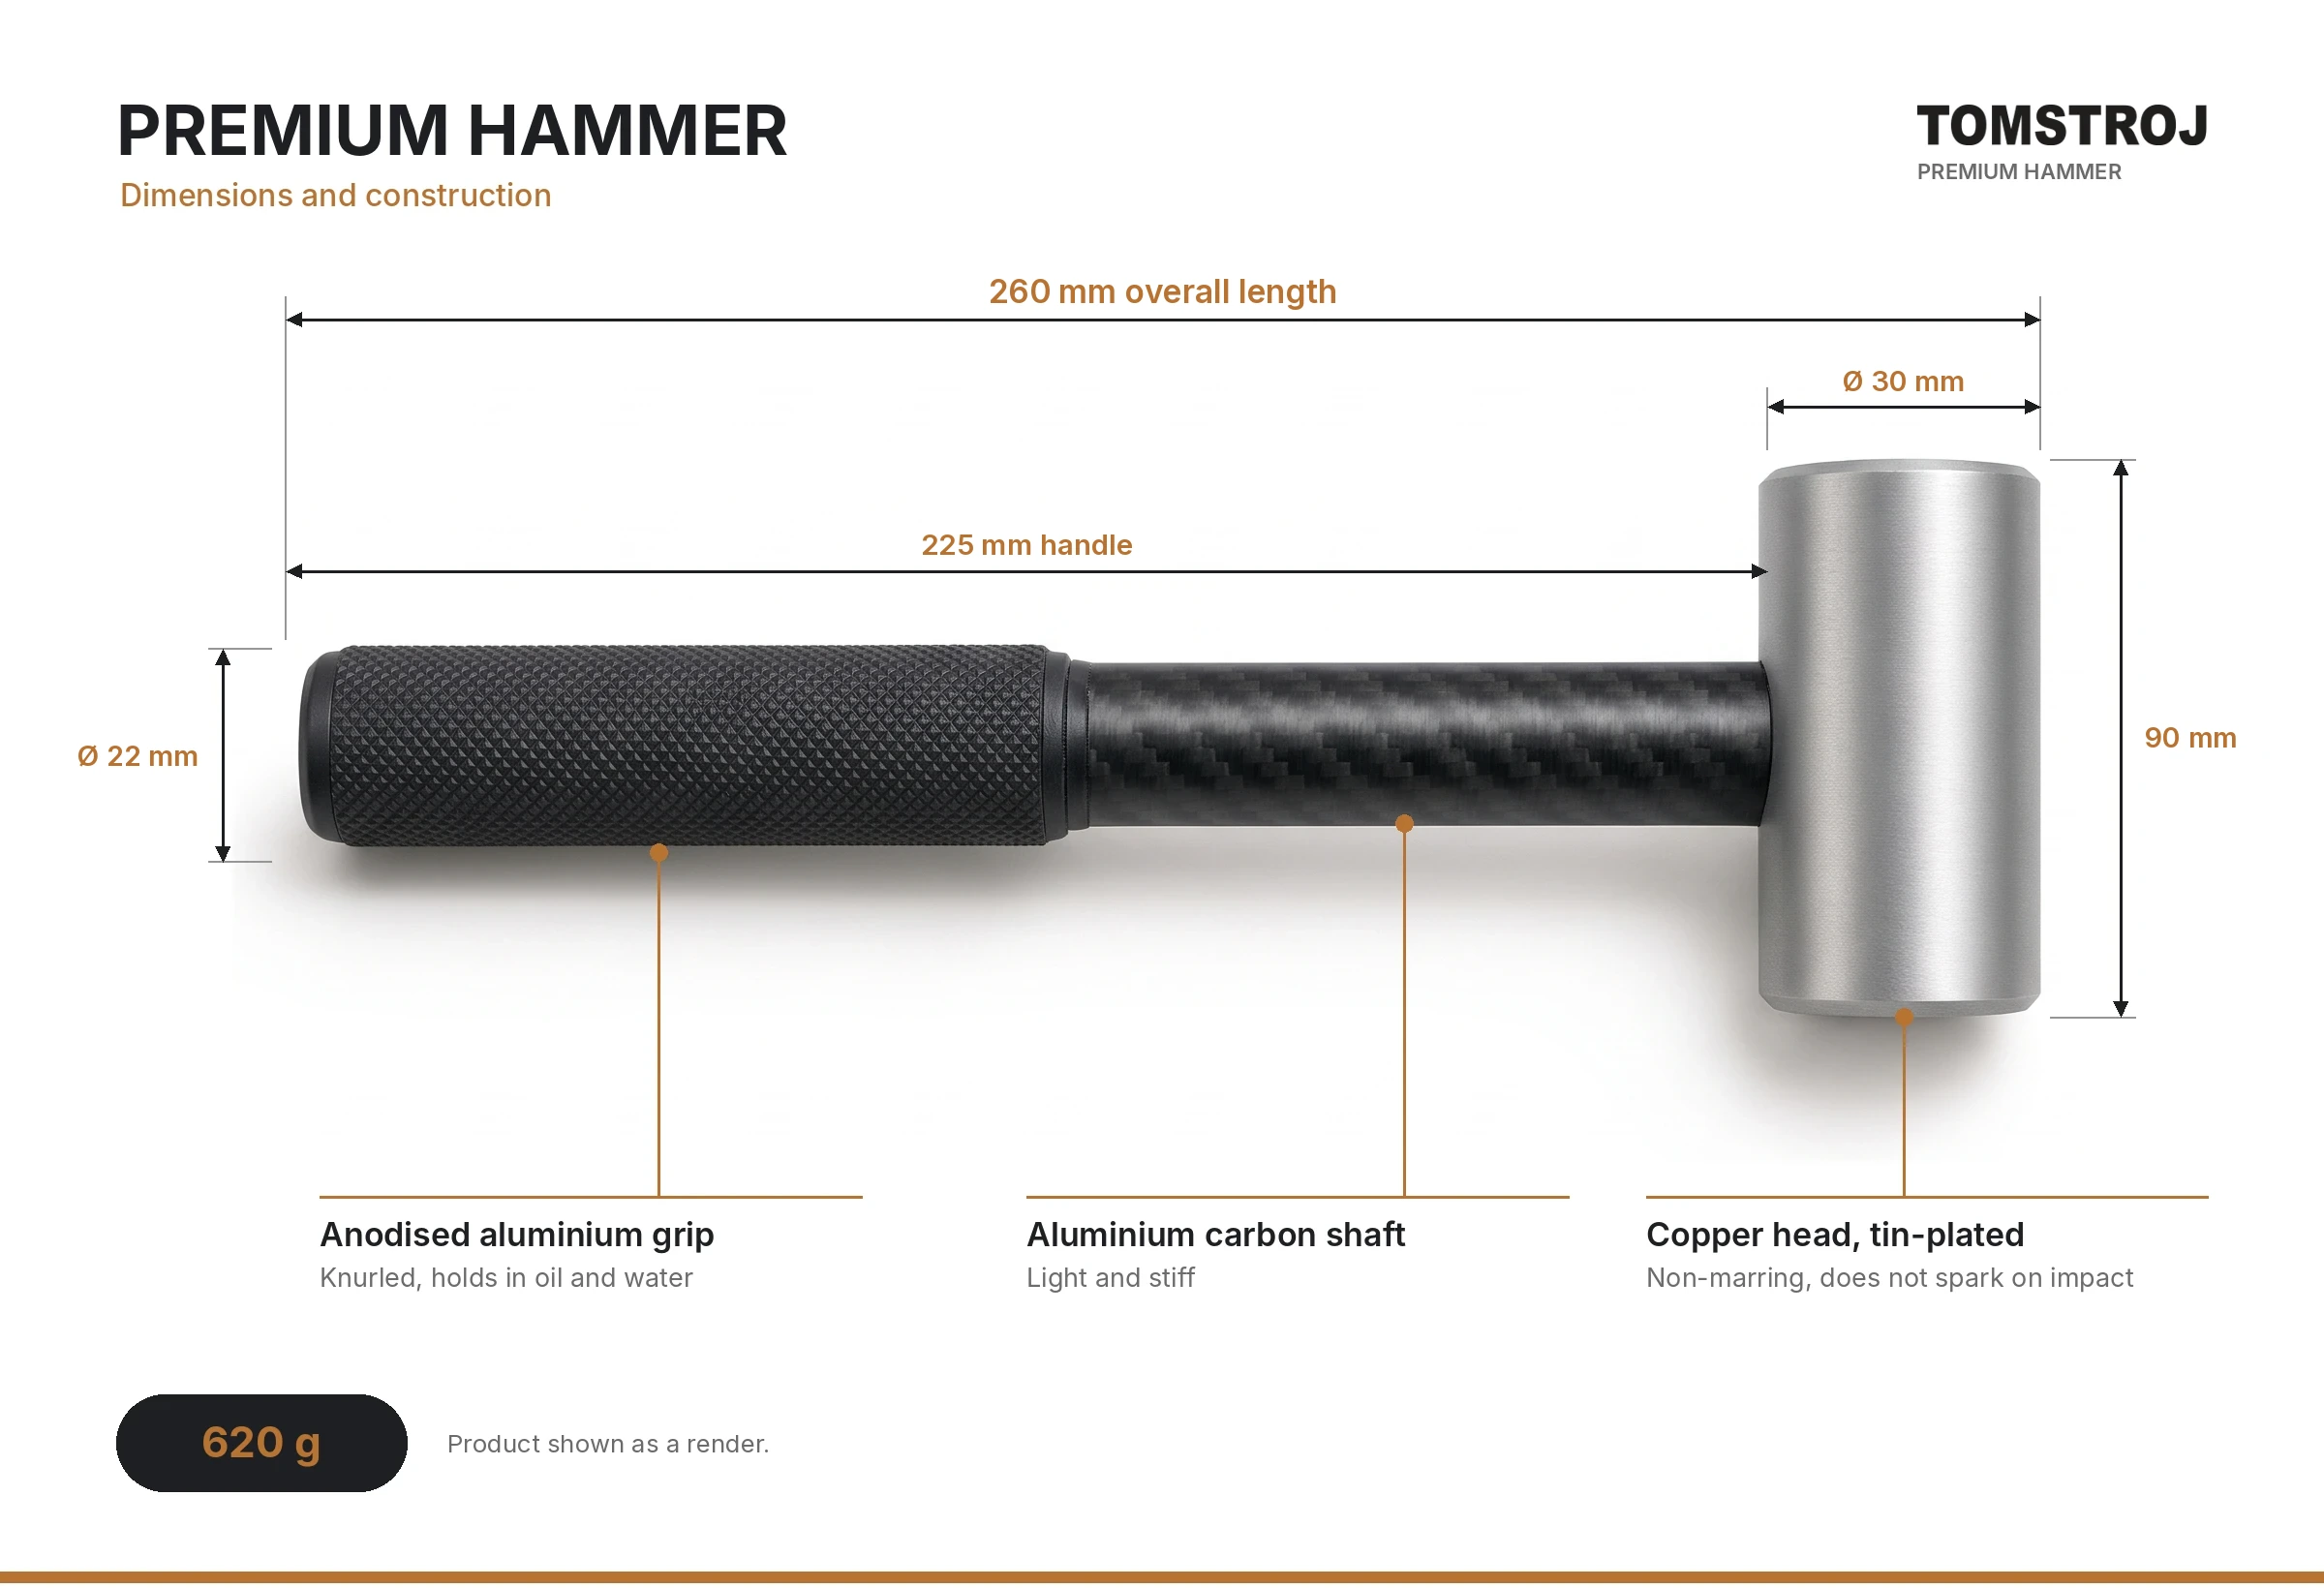 PREMIUM HAMMER
Dimensions and construction
TOMSTROJ
PREMIUM HAMMER
260 mm overall length
Ø 30 mm
225 mm handle
Ø 22 mm
90 mm
Anodised aluminium grip
Knurled, holds in oil and water
Aluminium carbon shaft
Light and stiff
Copper head, tin-plated
Non-marring, does not spark on impact
620 g
Product shown as a render.